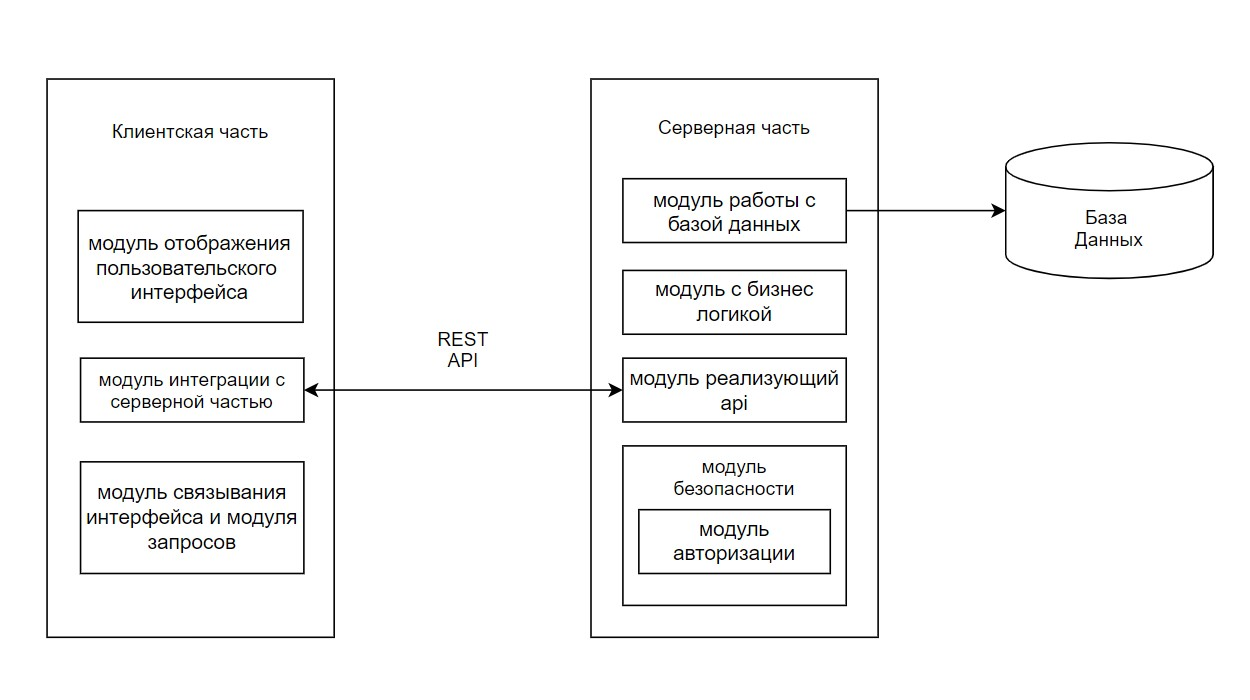 Клиентская часть
модуль отображения
пользовательского
интерфейса
модуль интеграции с
серверной частью
модуль связывания
интерфейса и модуля
запросов
REST
API
Серверная часть
модуль работы с
базой данных
модуль с бизнес
логикой
модуль реализующий
api
модуль
безопасности
модуль
авторизации
База
Данных